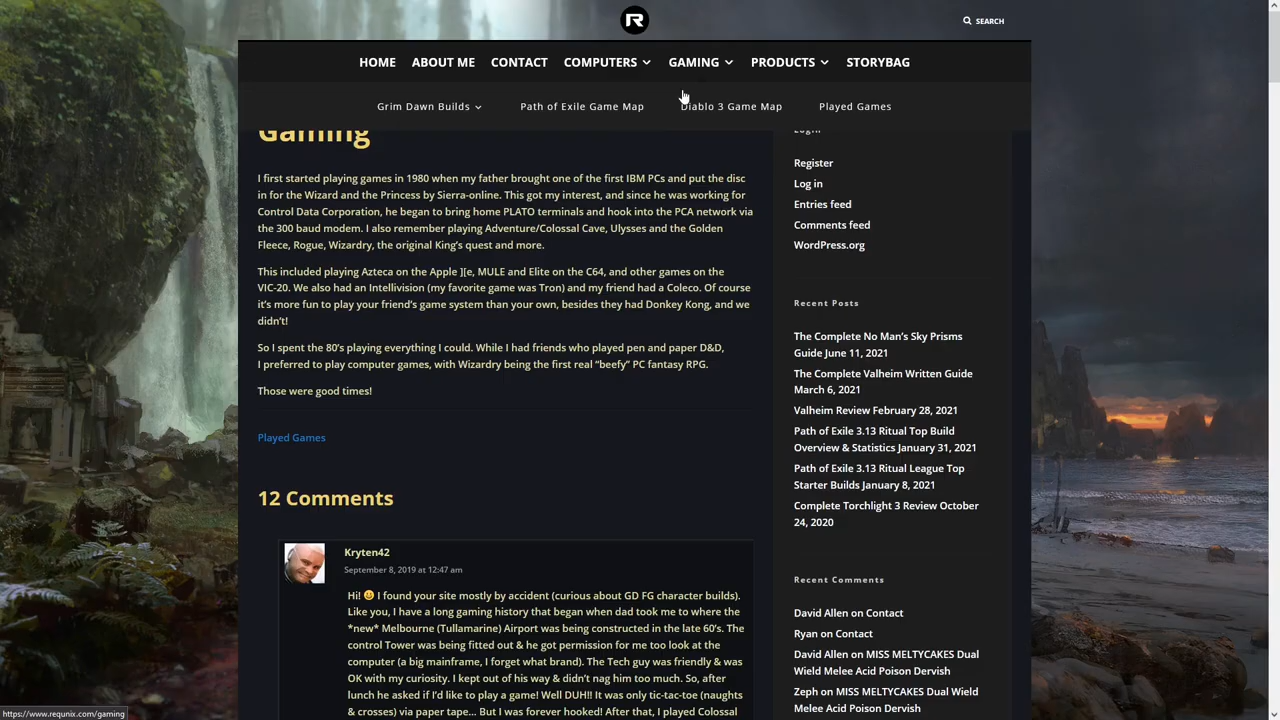 R
SEARCH
HOME ABOUT ME CONTACT COMPUTERS GAMING PRODUCTS STORYBAG
Grim Dawn Builds Path of Exile Game Map Diablo 3 Game Map Played Games
Gaming
I first started playing games in 1980 when my father brought one of the first IBM PCs and put the disc
in for the Wizard and the Princess by Sierra-online. This got my interest, and since he was working for
Control Data Corporation, he began to bring home PLATO terminals and hook into the PCA network via
the 300 baud modem. I also remember playing Adventure/Colossal Cave, Ulysses and the Golden
Fleece, Rogue, Wizardry, the original King's quest and more.
This included playing Azteca on the Apple ][e, MULE and Elite on the C64, and other games on the
VIC-20. We also had an Intellivision (my favorite game was Tron) and my friend had a Coleco. Of course
it's more fun to play your friend's game system than your own, besides they had Donkey Kong, and we
didn't!
So I spent the 80's playing everything I could. While I had friends who played pen and paper D&D,
I preferred to play computer games, with Wizardry being the first real “beefy” PC fantasy RPG.
Those were good times!
Played Games
12 Comments
Kryten42
September 8, 2019 at 12:47 am
Hi! 😀 I found your site mostly by accident (curious about GD FG character builds).
Like you, I have a long gaming history that began when dad took me to where the
*new* Melbourne (Tullamarine) Airport was being constructed in the late 60's. The
control Tower was being fitted out & he got permission for me too look at the
computer (a big mainframe, I forget what brand). The Tech guy was friendly & was
OK with my curiosity. I kept out of his way & didn't nag him too much. So, after
lunch he asked if I'd like to play a game! Well DUH!! It was only tic-tac-toe (naughts
& crosses) via paper tape... But I was forever hooked! After that, I played Colossal
Login
Register
Log in
Entries feed
Comments feed
WordPress.org
Recent Posts
The Complete No Man's Sky Prisms
Guide June 11, 2021
The Complete Valheim Written Guide
March 6, 2021
Valheim Review February 28, 2021
Path of Exile 3.13 Ritual Top Build
Overview & Statistics January 31, 2021
Path of Exile 3.13 Ritual League Top
Starter Builds January 8, 2021
Complete Torchlight 3 Review October
24, 2020
Recent Comments
David Allen on Contact
Ryan on Contact
David Allen on MISS MELTYCAKES Dual
Wield Melee Acid Poison Dervish
Zeph on MISS MELTYCAKES Dual Wield
Melee Acid Poison Dervish
https://www.requnix.com/gaming